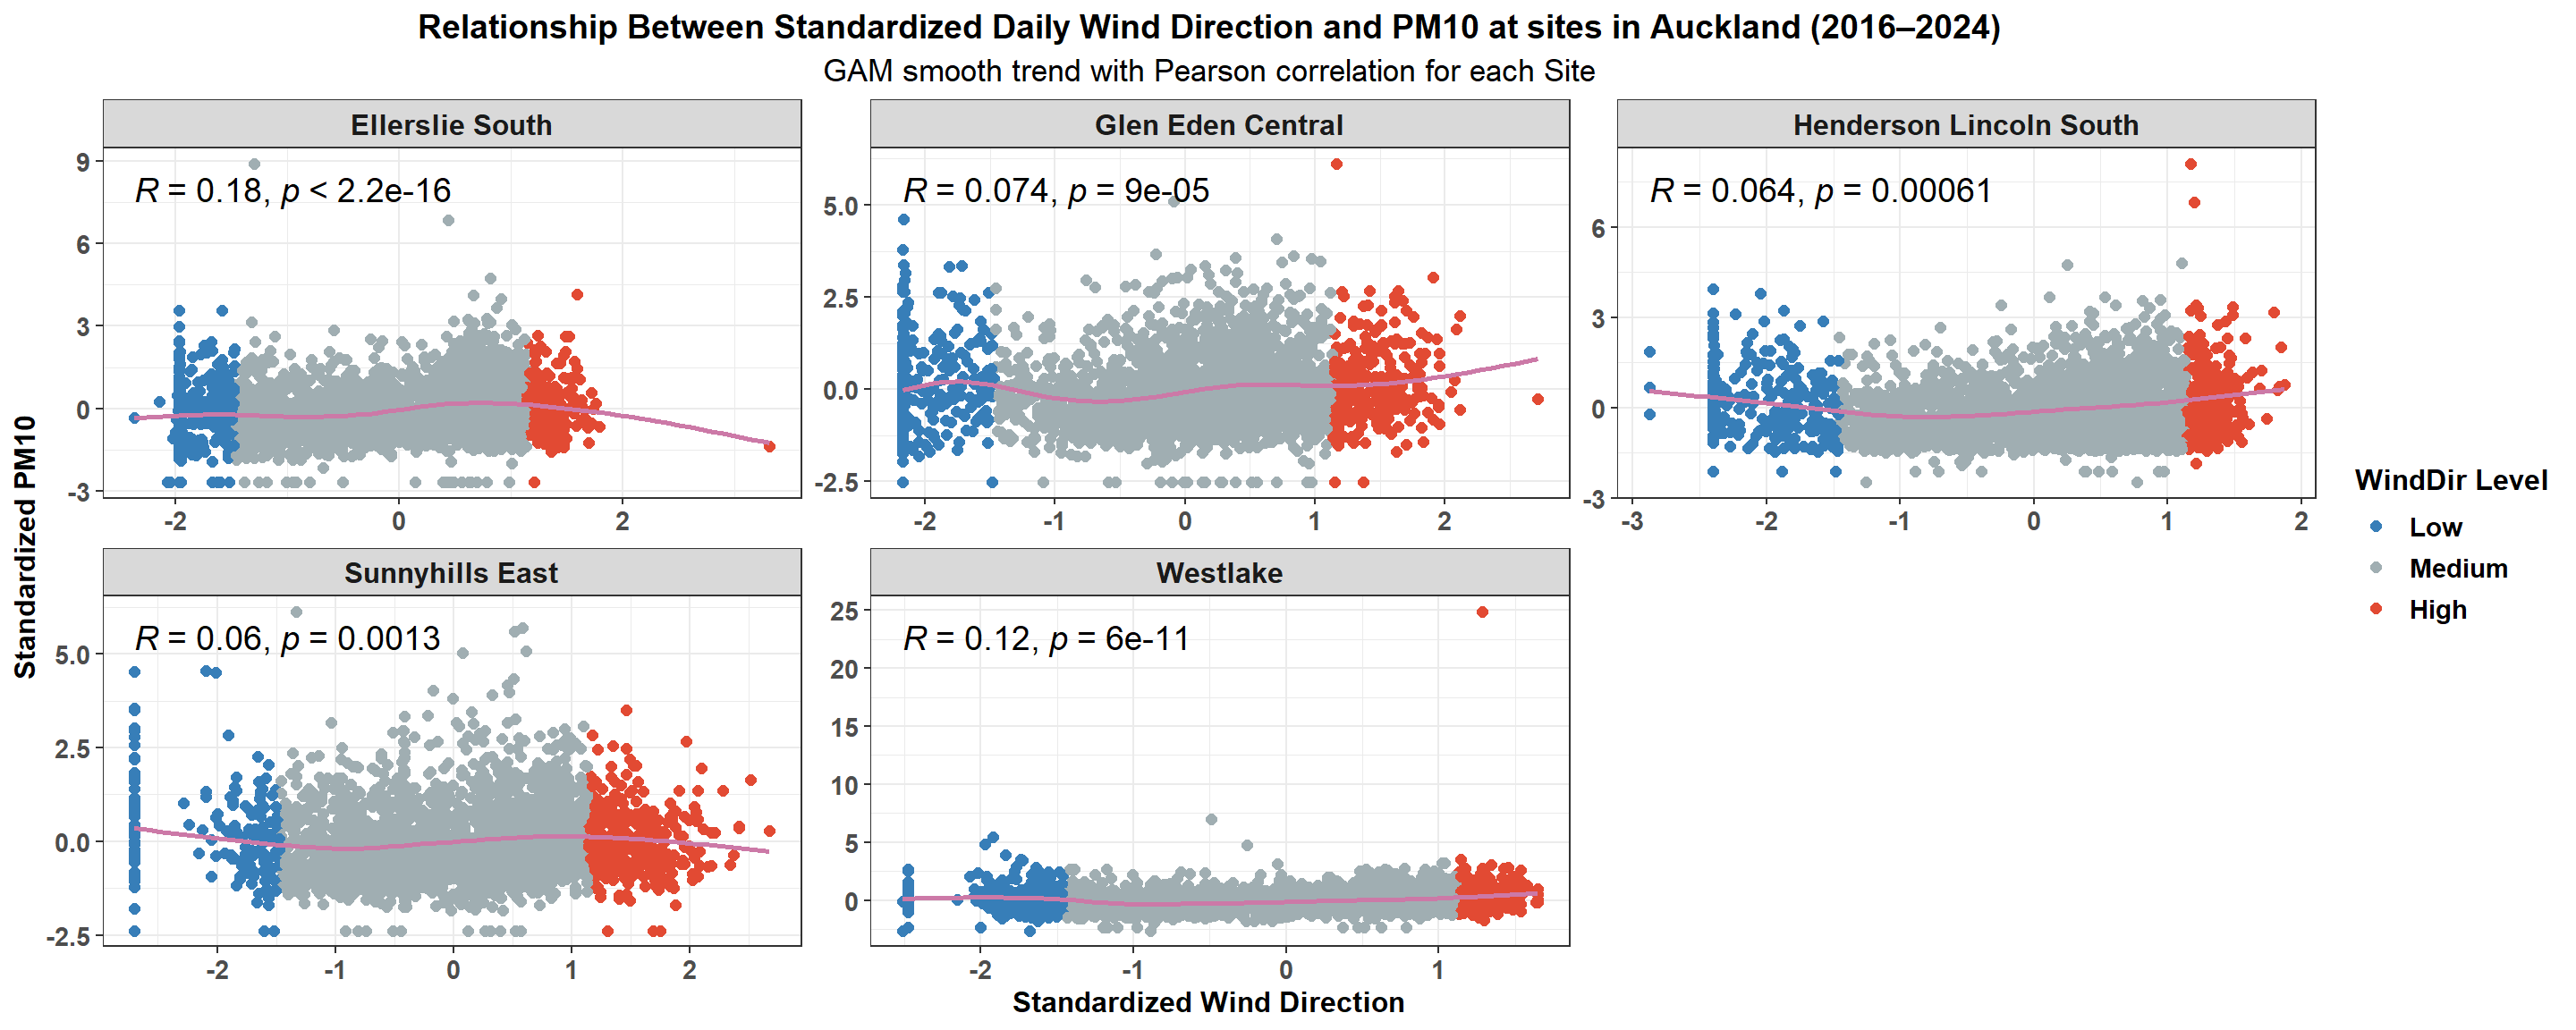 Relationship Between Standardized Daily Wind Direction and PM10 at sites in Auckland (2016–2024)
GAM smooth trend with Pearson correlation for each Site
Standardized PM10
Ellerslie South
R = 0.18, p < 2.2e-16
9
6
3
0
-3
-2
0
2
Glen Eden Central
R = 0.074, p = 9e-05
5.0
2.5
0.0
-2.5
-2
-1
0
1
2
Henderson Lincoln South
R = 0.064, p = 0.00061
6
3
0
-3
-3
-2
-1
0
1
2
Sunnyhills East
R = 0.06, p = 0.0013
5.0
2.5
0.0
-2.5
-2
-1
0
1
2
Westlake
R = 0.12, p = 6e-11
25
20
15
10
5
0
-2
-1
0
1
Standardized Wind Direction
WindDir Level
Low
Medium
High